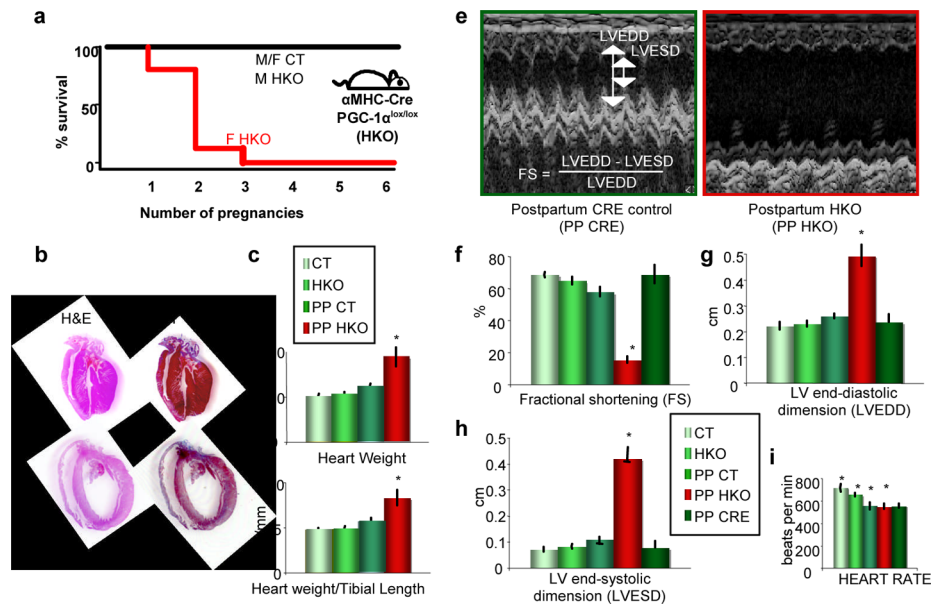 a
100
50
0
% survival
M/F CT
M HKO
F HKO
αMHC-Cre
PGC-1αlox/lox
(HKO)
1 2 3 4 5 6
Number of pregnancies
b
H&E
c
CT
HKO
PP CT
PP HKO
*
0
0
Heart Weight
*
5
0
/mm
Heart weight/Tibial Length
e
LVEDD
LVESD
FS = LVEDD - LVESD
LVEDD
Postpartum CRE control
(PP CRE)
Postpartum HKO
(PP HKO)
f
80
60
40
20
0
%
*
Fractional shortening (FS)
g
0.5
0.4
0.3
0.2
0.1
0
cm
*
LV end-diastolic
dimension (LVEDD)
h
0.5
0.4
0.3
0.2
0.1
0
cm
*
LV end-systolic
dimension (LVESD)
CT
HKO
PP CT
PP HKO
PP CRE
i
800
600
400
200
0
beats per min
* * * *
HEART RATE